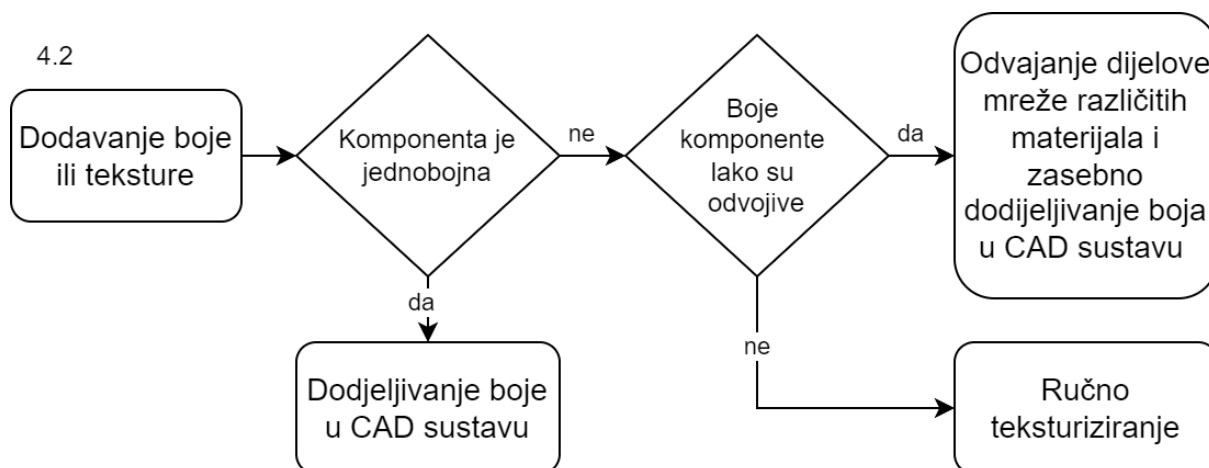 4.2
Dodavanje boje
ili teksture
Komponenta je
jednobojna
ne
Boje
komponente
lako su
odvojive
da
Odvajanje dijelove
mreže različitih
materijala i
zasebno
dodijeljivanje boja
u CAD sustavu
da
Dodjeljivanje boje
u CAD sustavu
ne
Ručno
teksturiziranje